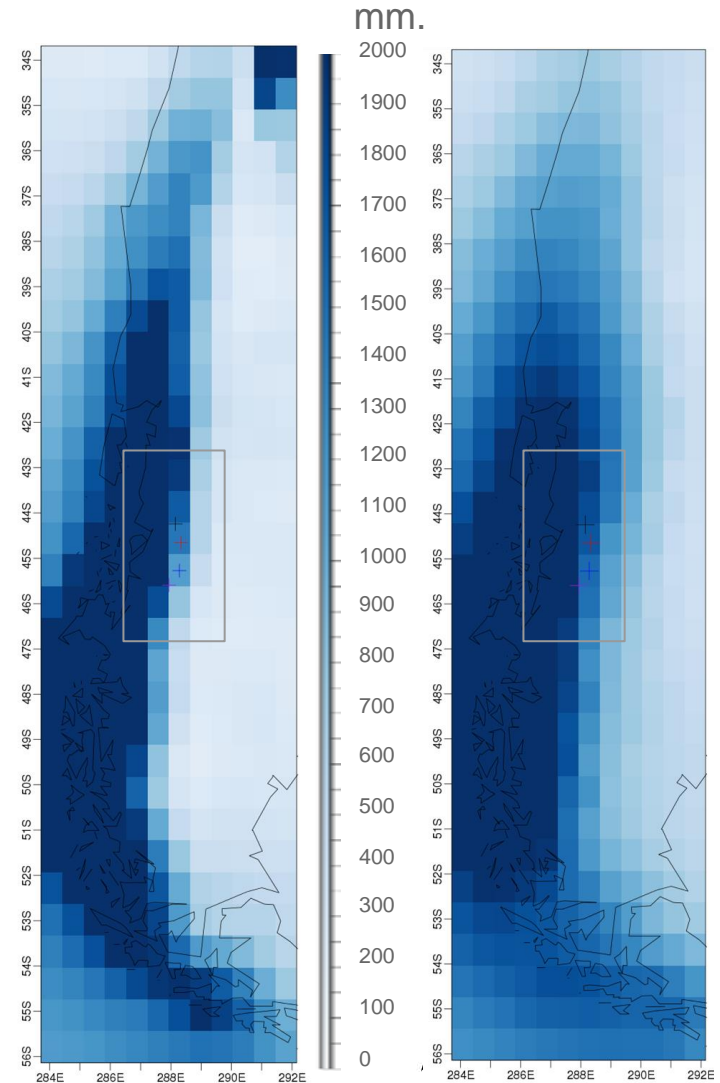 mm.
34S
35S
36S
37S
38S
39S
40S
41S
42S
43S
44S
45S
46S
47S
48S
49S
50S
51S
52S
53S
54S
55S
56S
284E 286E 288E 290E 292E
2000
1900
1800
1700
1600
1500
1400
1300
1200
1100
1000
900
800
700
600
500
400
300
200
100
0
34S
35S
36S
37S
38S
39S
40S
41S
42S
43S
44S
45S
46S
47S
48S
49S
50S
51S
52S
53S
54S
55S
56S
284E 286E 288E 290E 292E